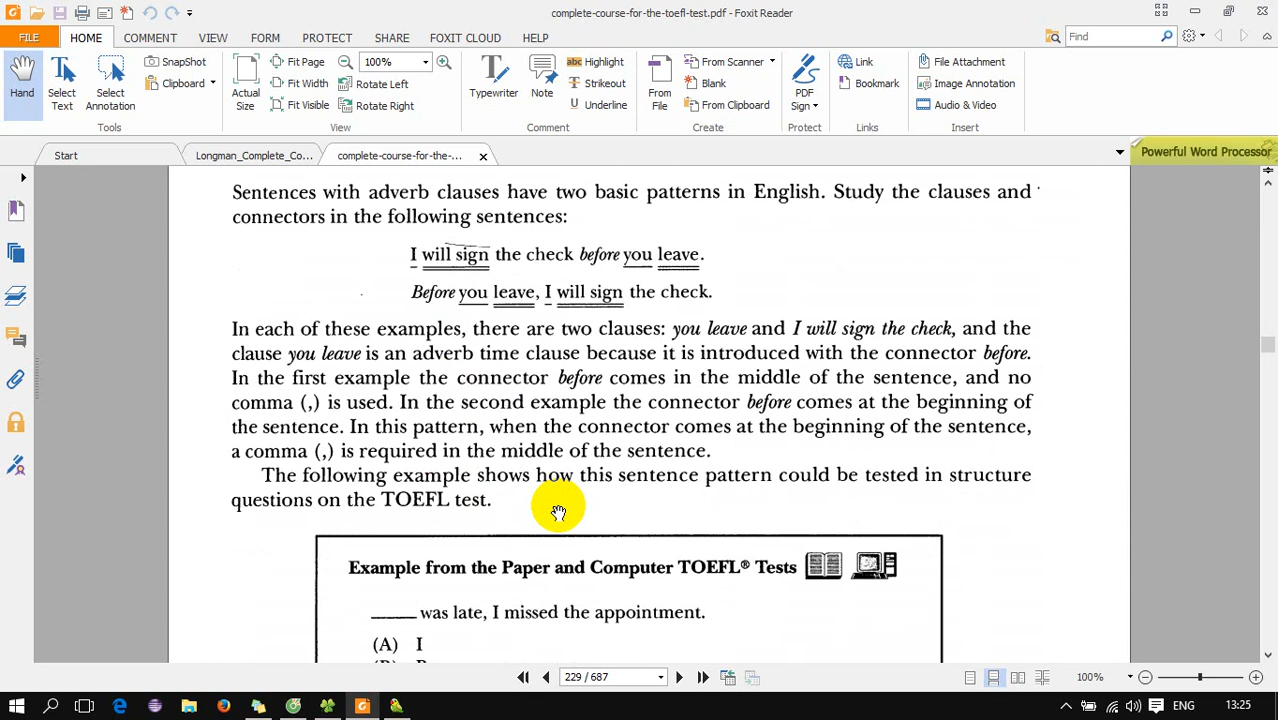 complete-course-for-the-toefl-test.pdf - Foxit Reader
FILE HOME COMMENT VIEW FORM PROTECT SHARE FOXIT CLOUD HELP
Find
Hand
Select Text
Select Annotation
SnapShot
Clipboard
Tools
Actual Size
Fit Page
Fit Width
Fit Visible
100%
Rotate Left
Rotate Right
View
Typewriter
Note
abc Highlight
Strikeout
U Underline
Comment
From File
From Scanner
Blank
From Clipboard
Create
PDF Sign
Protect
Link
Bookmark
Links
File Attachment
Image Annotation
Audio & Video
Insert
Start Longman_Complete_Co... complete-course-for-the-... Powerful Word Processor
Sentences with adverb clauses have two basic patterns in English. Study the clauses and
connectors in the following sentences:
I will sign the check before you leave.
Before you leave, I will sign the check.
In each of these examples, there are two clauses: you leave and I will sign the check, and the
clause you leave is an adverb time clause because it is introduced with the connector before.
In the first example the connector before comes in the middle of the sentence, and no
comma (,) is used. In the second example the connector before comes at the beginning of
the sentence. In this pattern, when the connector comes at the beginning of the sentence,
a comma (,) is required in the middle of the sentence.
The following example shows how this sentence pattern could be tested in structure
questions on the TOEFL test.
Example from the Paper and Computer TOEFL® Tests
_____ was late, I missed the appointment.
(A) I
229 / 687 100%
ENG 13:25